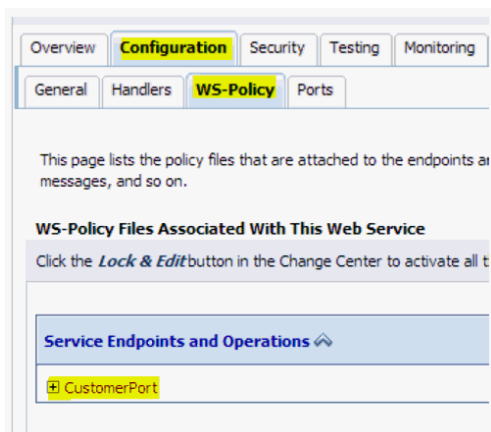 Overview Configuration Security Testing Monitoring
General Handlers WS-Policy Ports
This page lists the policy files that are attached to the endpoints
messages, and so on.
WS-Policy Files Associated With This Web Service
Click the Lock & Edit button in the Change Center to activate all
Service Endpoints and Operations
CustomerPort